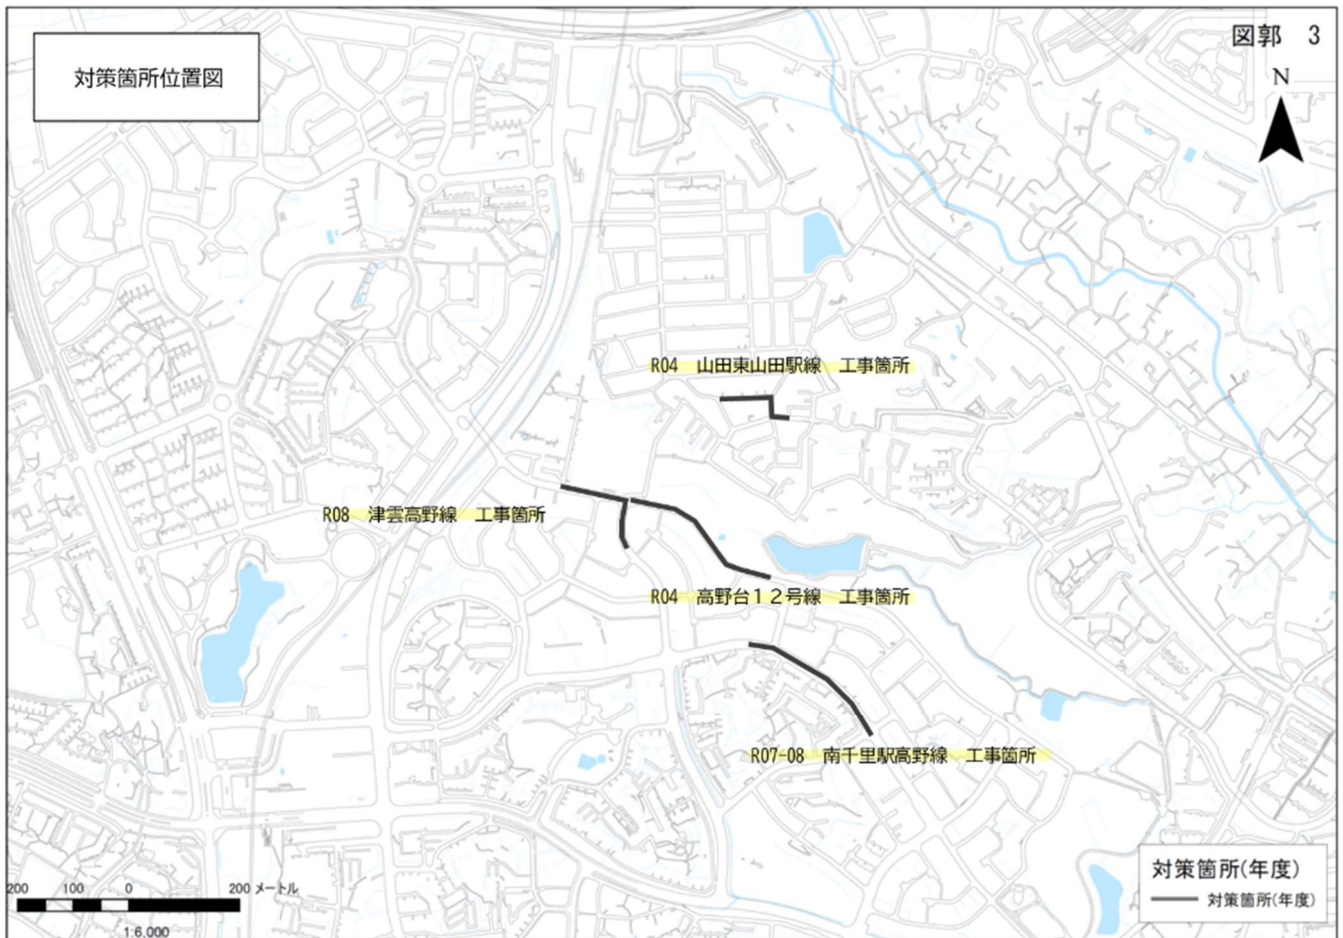 図郭　3
対策箇所位置図
N
R04　山田東山田駅線　工事箇所
R08　津雲高野線　工事箇所
R04　高野台１２号線　工事箇所
R07-08　南千里駅高野線　工事箇所
対策箇所(年度)
対策箇所(年度)
200 100 0 200 メートル
1:6,000